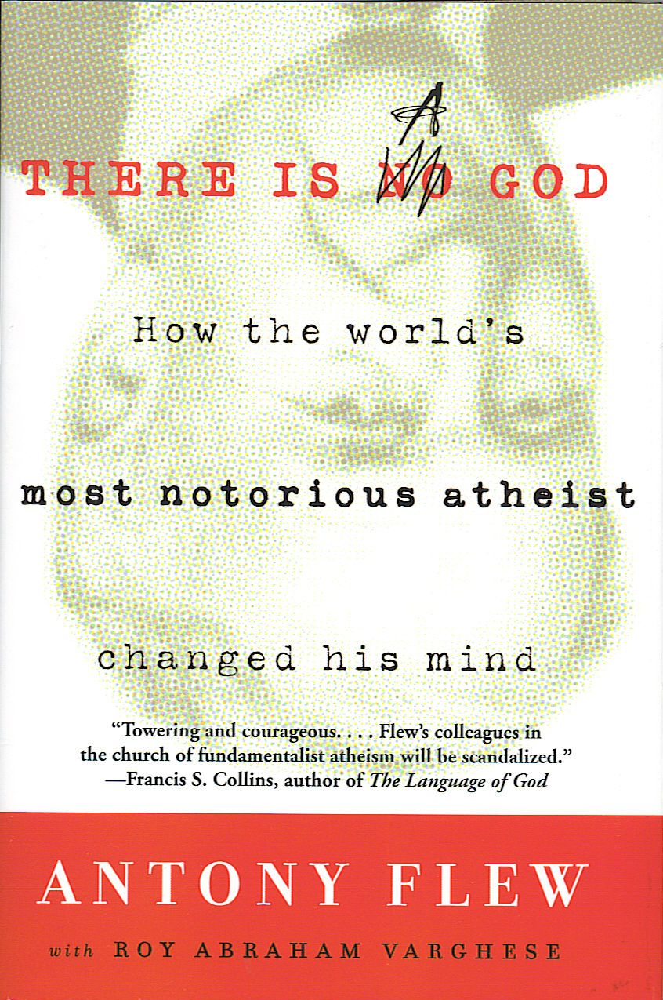 A
THERE IS NO GOD
How the world's
most notorious atheist
changed his mind
“Towering and courageous. . . . Flew’s colleagues in
the church of fundamentalist atheism will be scandalized.”
—Francis S. Collins, author of The Language of God
ANTONY FLEW
with ROY ABRAHAM VARGHESE